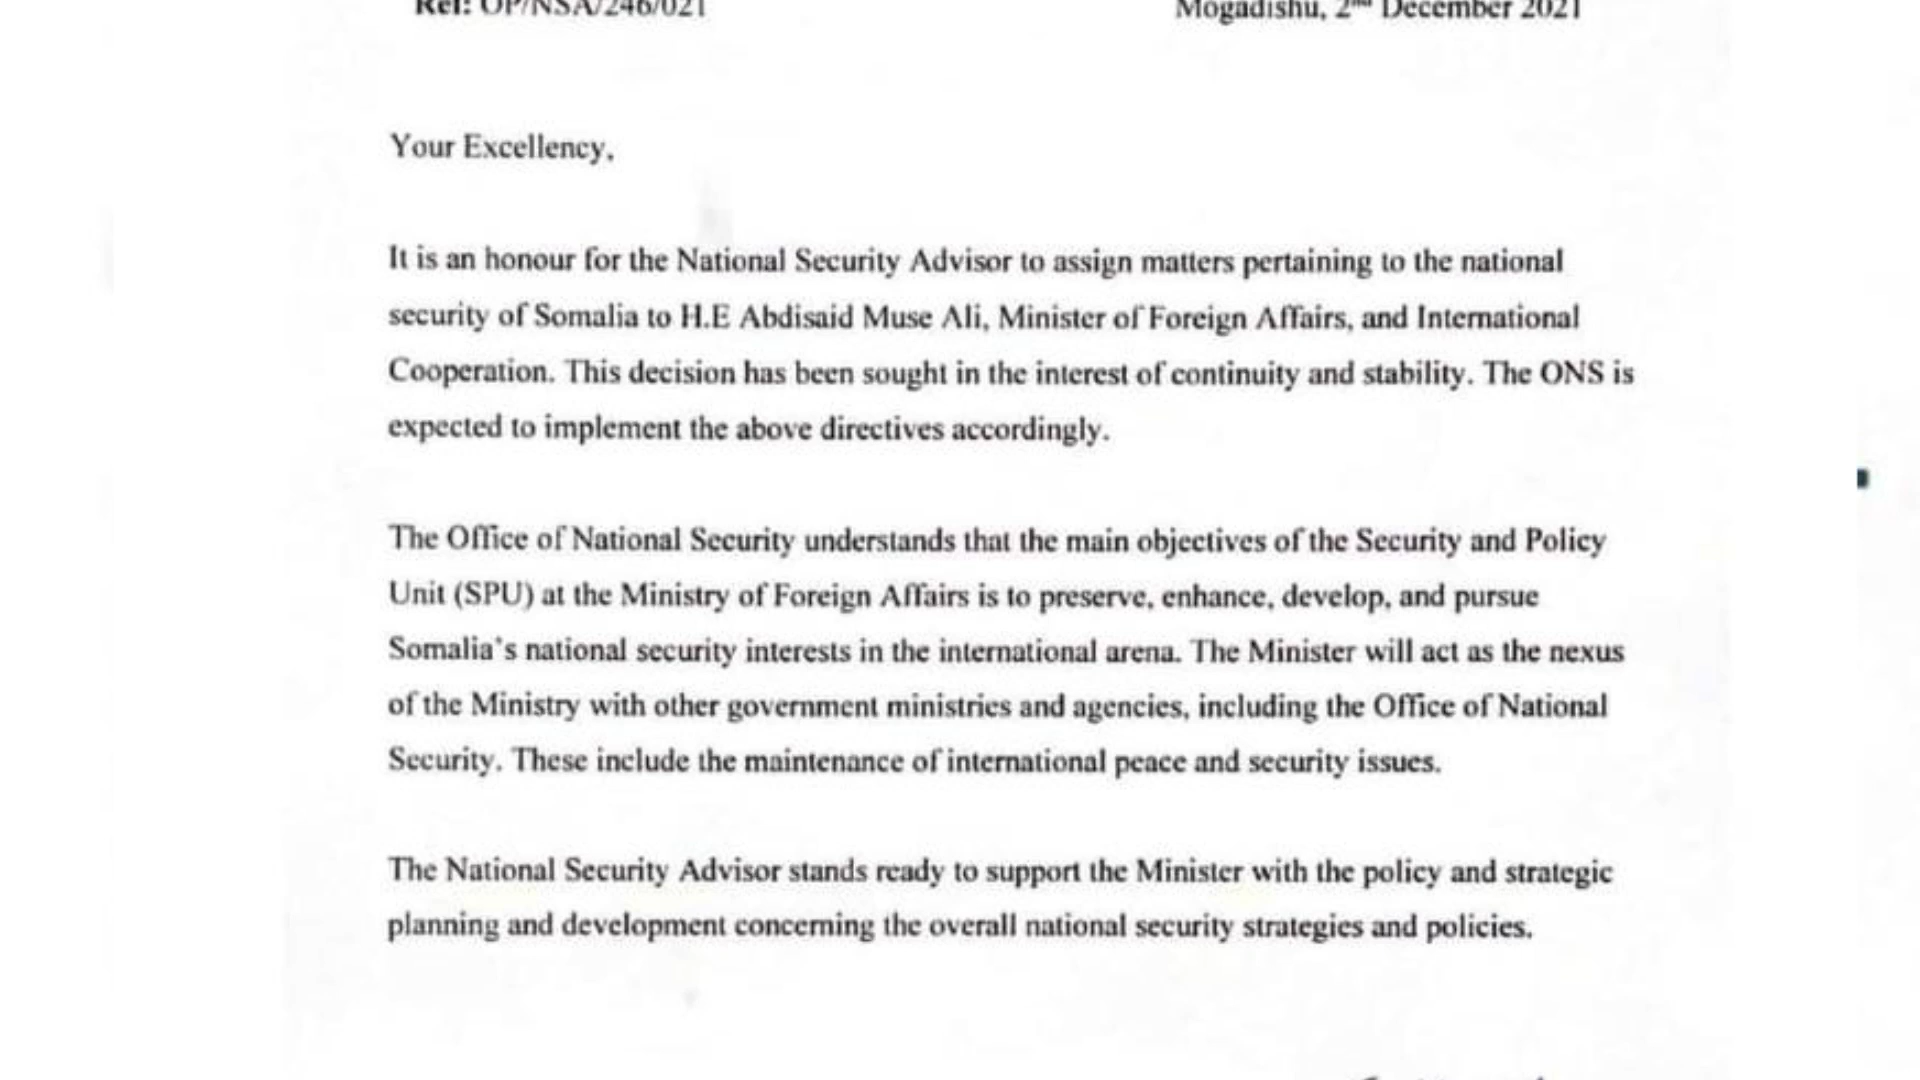 Ref: OP/NSA/246/021 Mogadishu, 2nd December 2021
Your Excellency,
It is an honour for the National Security Advisor to assign matters pertaining to the national
security of Somalia to H.E Abdisaid Muse Ali, Minister of Foreign Affairs, and International
Cooperation. This decision has been sought in the interest of continuity and stability. The ONS is
expected to implement the above directives accordingly.
The Office of National Security understands that the main objectives of the Security and Policy
Unit (SPU) at the Ministry of Foreign Affairs is to preserve, enhance, develop, and pursue
Somalia's national security interests in the international arena. The Minister will act as the nexus
of the Ministry with other government ministries and agencies, including the Office of National
Security. These include the maintenance of international peace and security issues.
The National Security Advisor stands ready to support the Minister with the policy and strategic
planning and development concerning the overall national security strategies and policies.